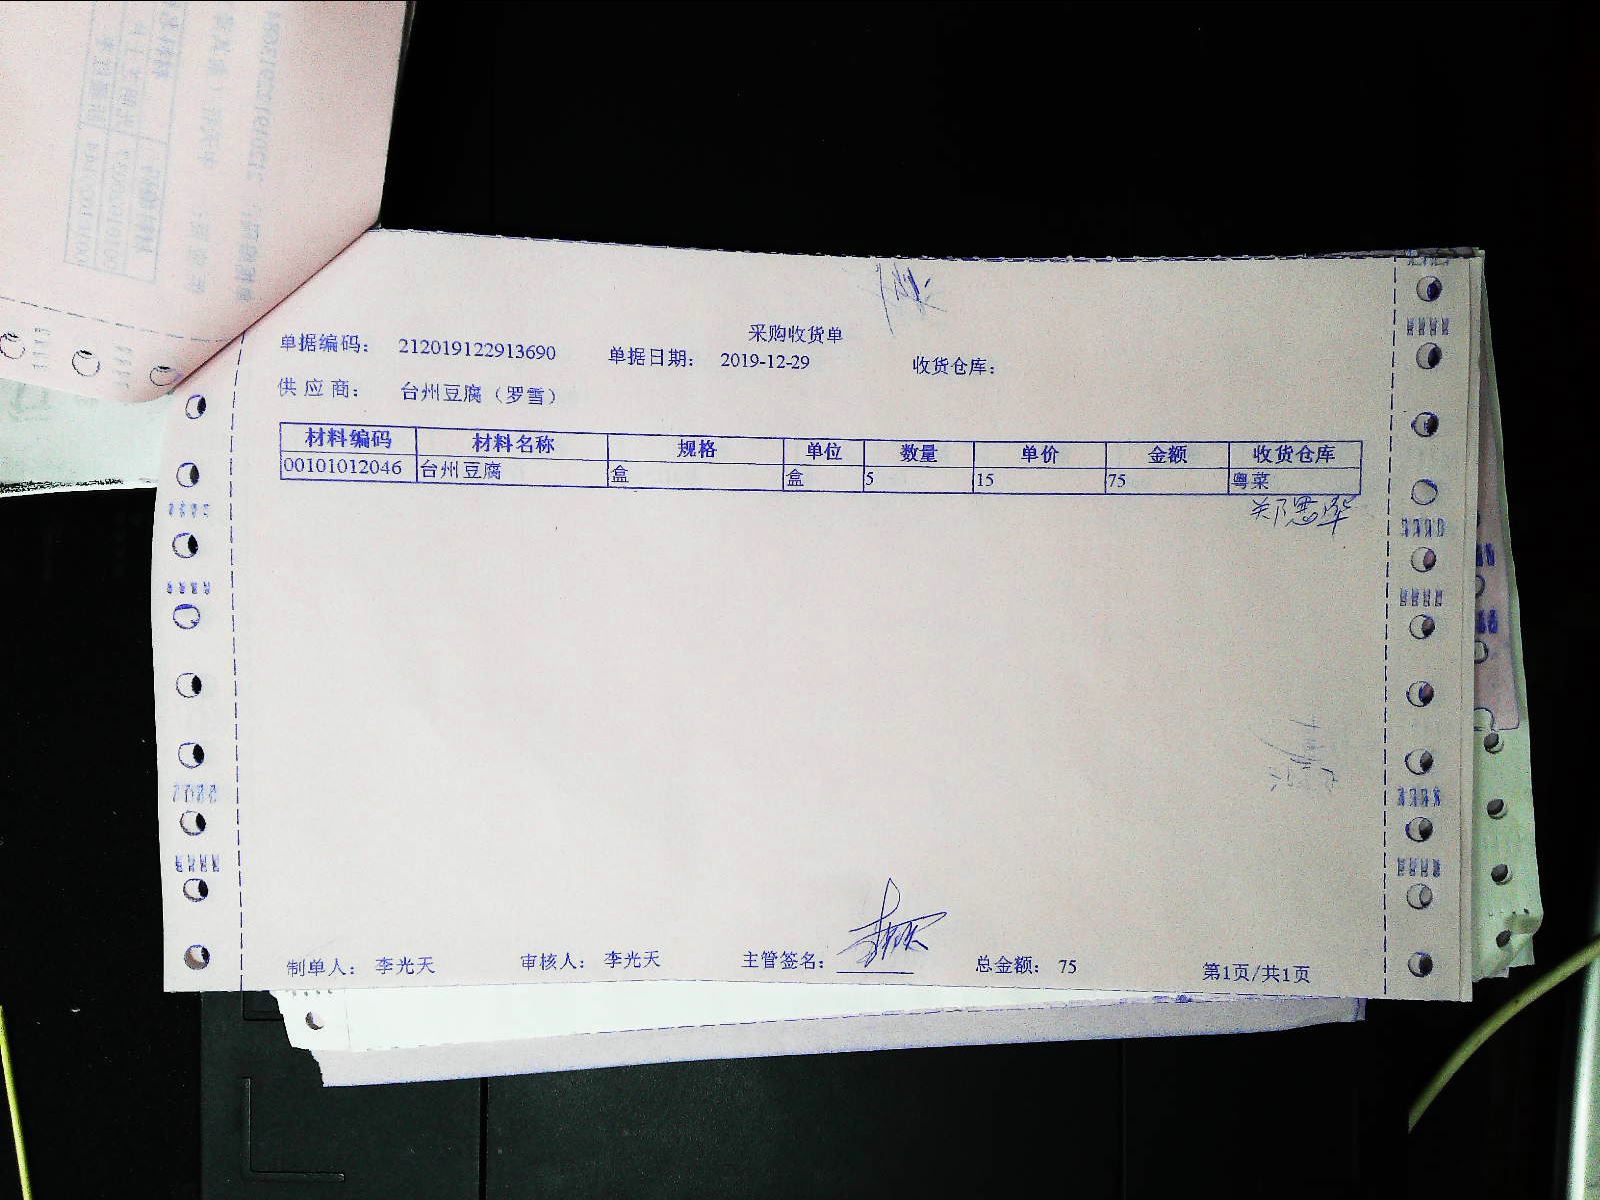 采购收货单
单据编码： 212019122913690 单据日期： 2019-12-29 收货仓库：
供应商： 台州豆腐（罗雪）
材料编码 材料名称 规格 单位 数量 单价 金额 收货仓库
00101012046 台州豆腐 盒 盒 5 15 75 粤菜
制单人： 李光天 审核人： 李光天 主管签名： 总金额： 75 第1页/共1页